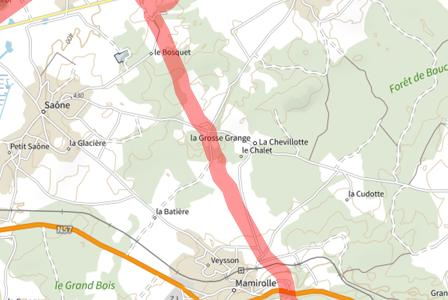 le Bosquet
430
Saône
Forêt de Bouc
la Grosse Grange
Petit Saône
la Glacière
La Chevillotte
le Chalet
la Cudotte
la Batière
N57
Veysson
le Grand Bois
Mamirolle
Gran